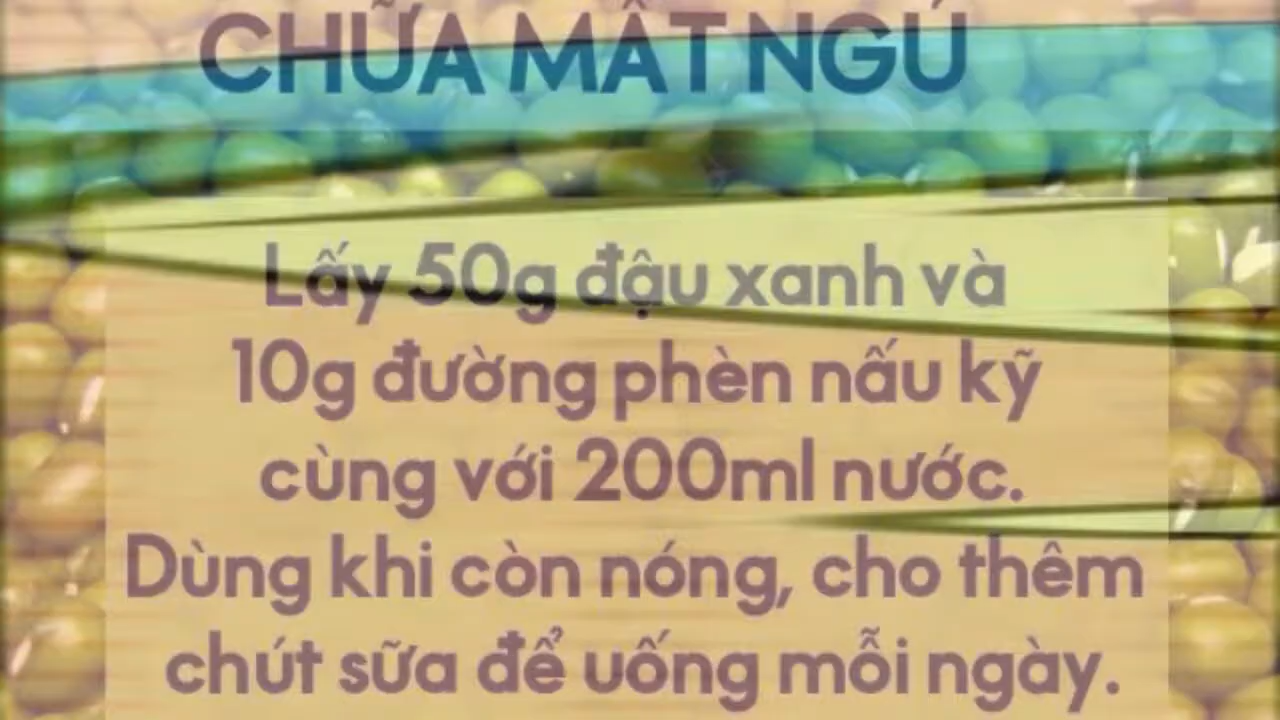 CHỮA MẤT NGỦ
Lấy 50g đậu xanh và
10g đường phèn nấu kỹ
cùng với 200ml nước.
Dùng khi còn nóng, cho thêm
chút sữa để uống mỗi ngày.